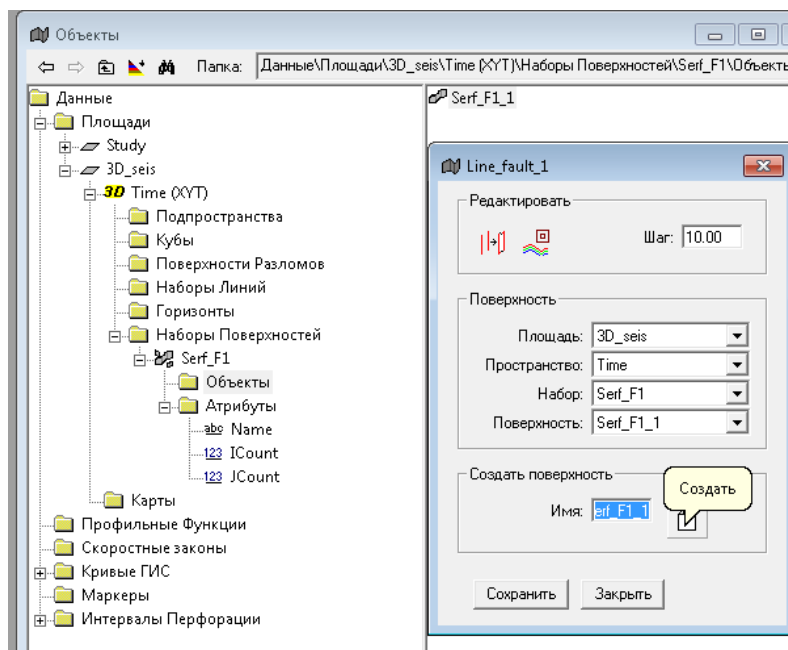 Объекты
Папка: Данные\Площади\3D_seis\Time (XYT)\Наборы Поверхностей\Serf_F1\Объекты
Данные
Площади
Study
3D_seis
3D Time (XYT)
Подпространства
Кубы
Поверхности Разломов
Наборы Линий
Горизонты
Наборы Поверхностей
Serf_F1
Объекты
Атрибуты
abc Name
123 ICount
123 JCount
Карты
Профильные Функции
Скоростные законы
Кривые ГИС
Маркеры
Интервалы Перфорации
Serf_F1_1
Line_fault_1
Редактировать
Шаг: 10.00
Поверхность
Площадь: 3D_seis
Пространство: Time
Набор: Serf_F1
Поверхность: Serf_F1_1
Создать поверхность
Создать
Имя: erf_F1_1
Сохранить Закрыть